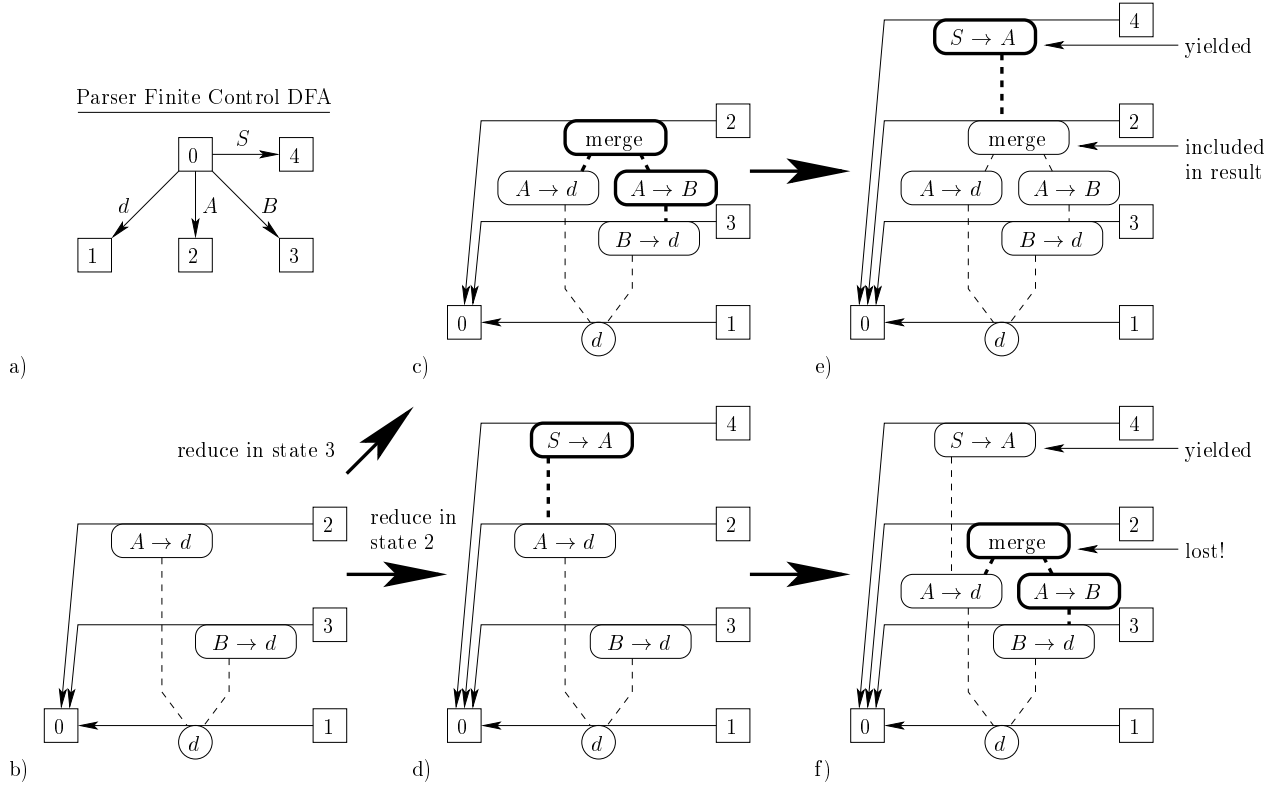 Parser Finite Control DFA
0
S
4
d
A
B
1
2
3
a)
2
merge
A → d
A → B
3
B → d
0
1
d
c)
4
S → A
yielded
2
merge
included
in result
A → d
A → B
3
B → d
0
1
d
e)
reduce in state 3
reduce in
state 2
2
A → d
3
B → d
0
1
d
b)
4
S → A
2
A → d
3
B → d
0
1
d
d)
4
S → A
yielded
2
merge
lost!
A → d
A → B
3
B → d
0
1
d
f)